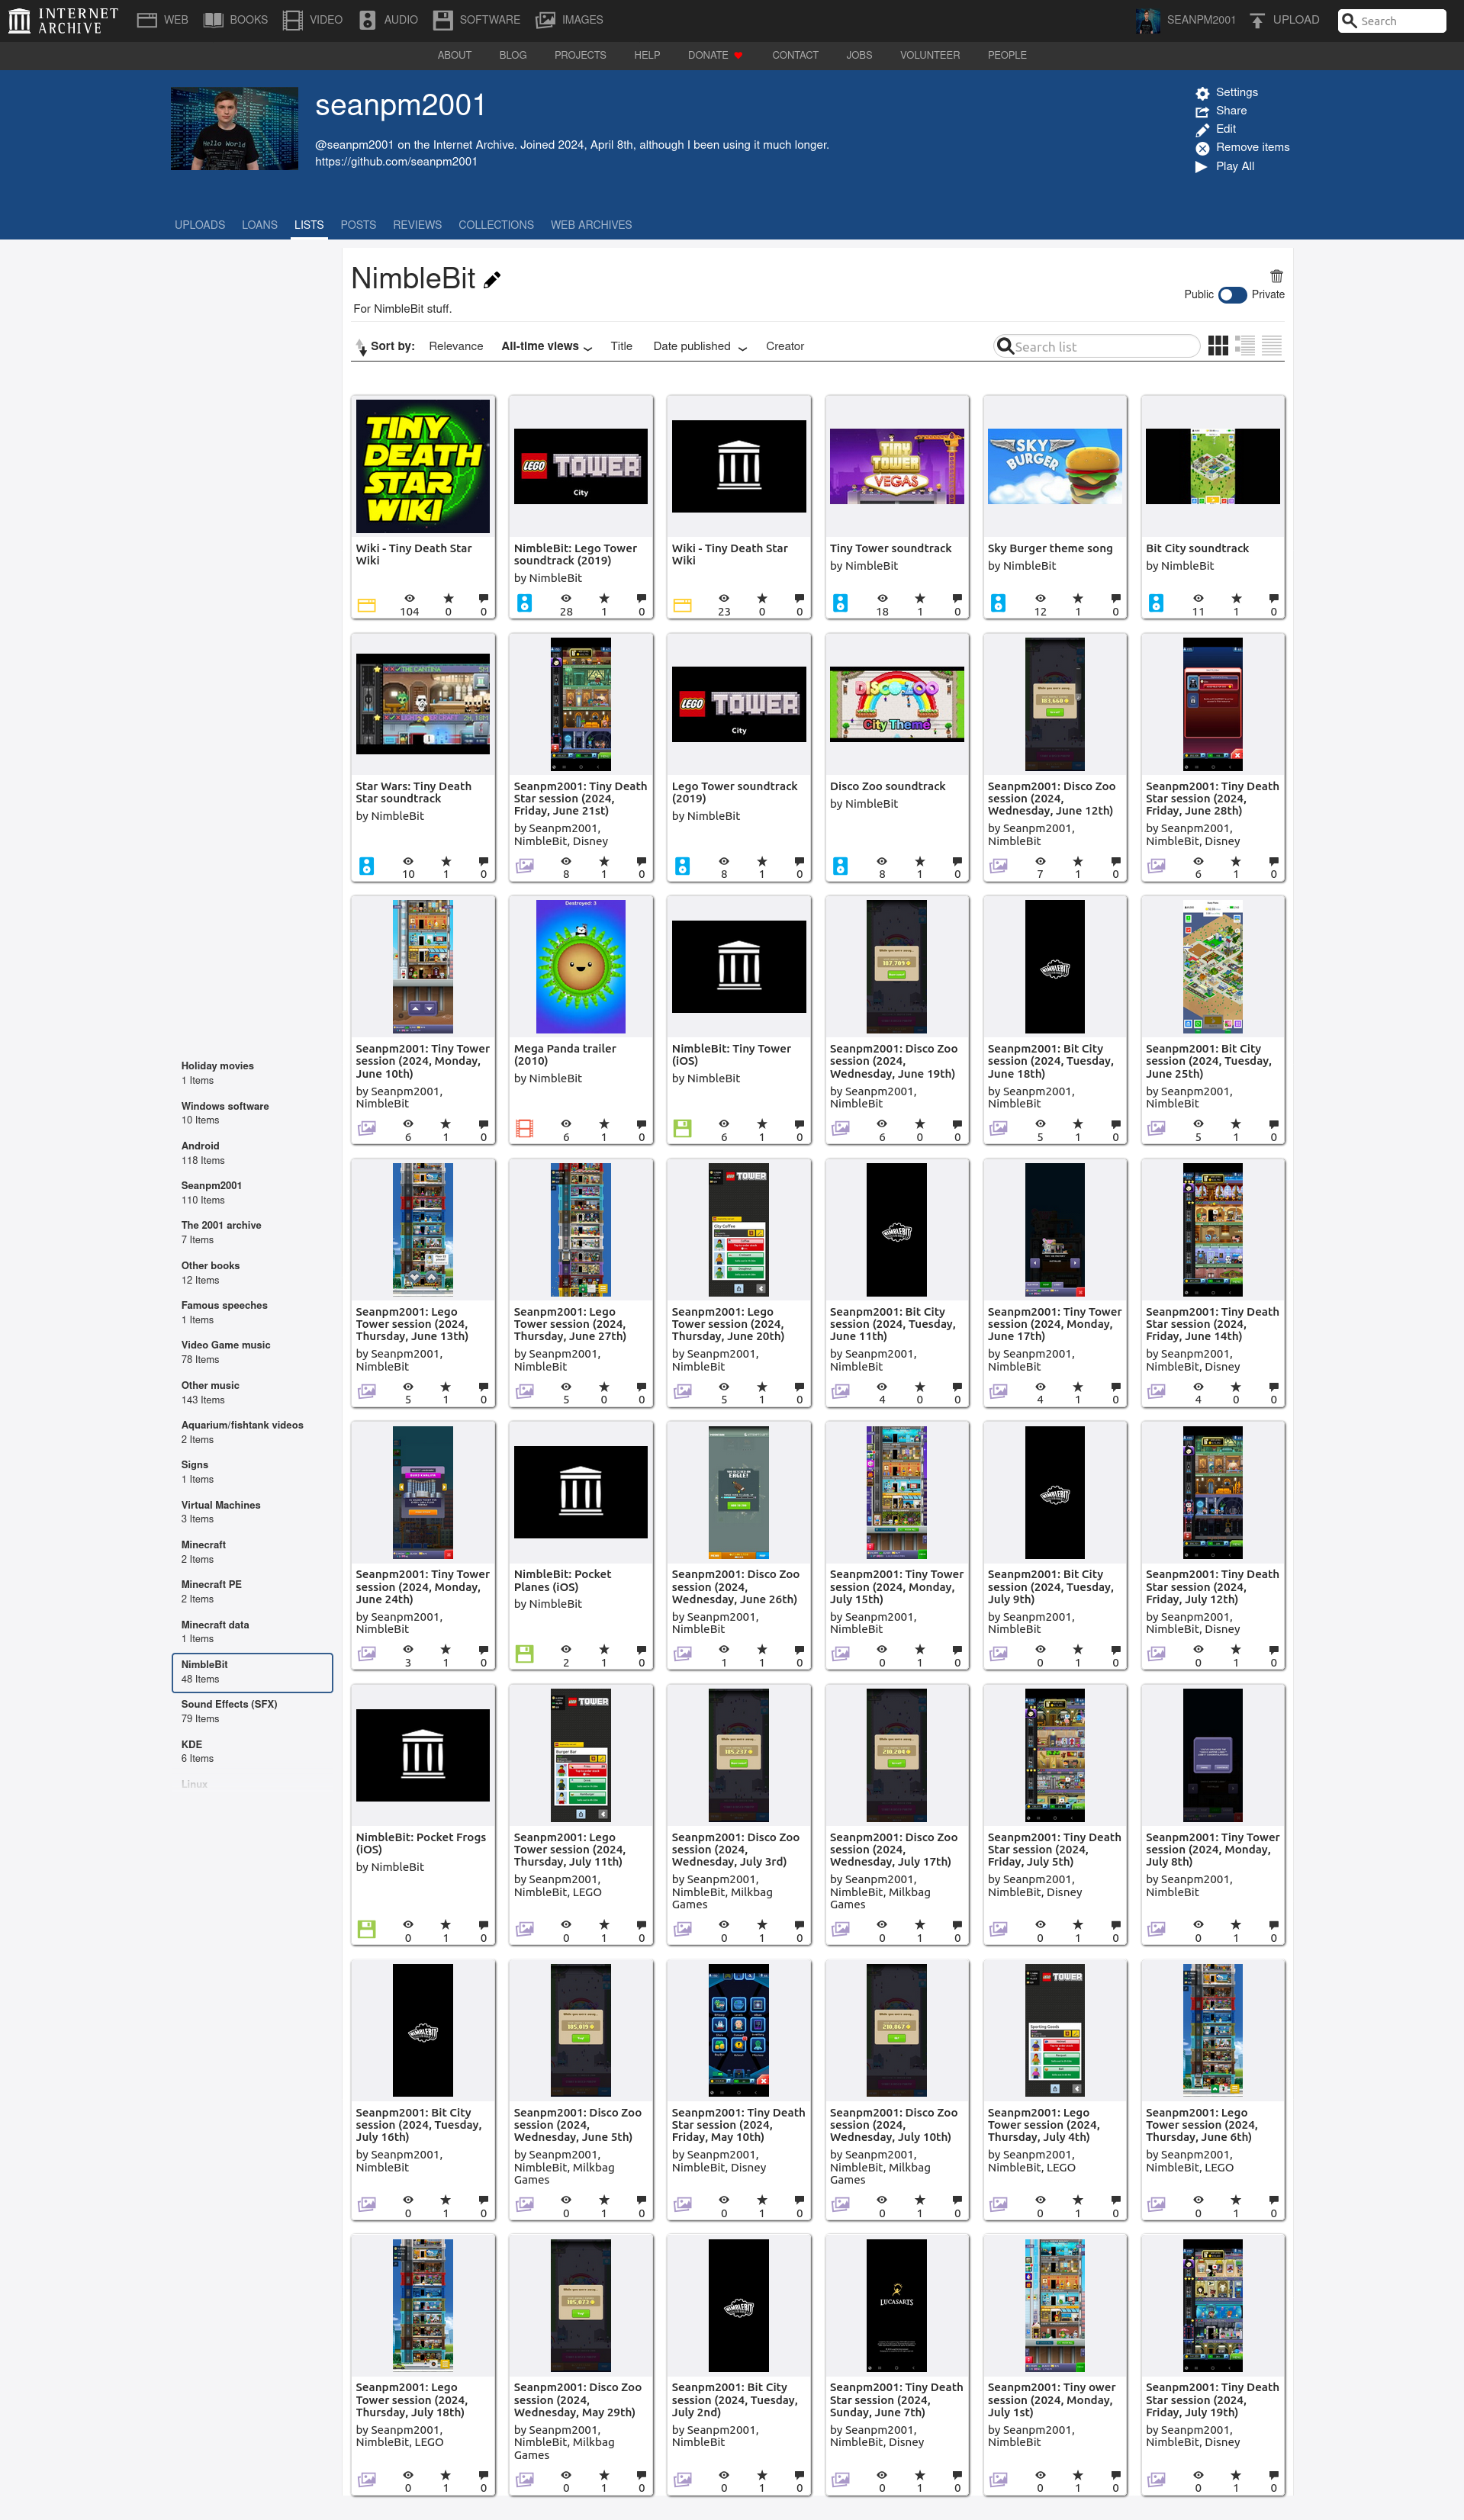 INTERNET ARCHIVE
WEB BOOKS VIDEO AUDIO SOFTWARE IMAGES SEANPM2001 UPLOAD Search
ABOUT BLOG PROJECTS HELP DONATE CONTACT JOBS VOLUNTEER PEOPLE
seanpm2001
@seanpm2001 on the Internet Archive. Joined 2024, April 8th, although I been using it much longer.
https://github.com/seanpm2001
Settings
Share
Edit
Remove items
Play All
UPLOADS LOANS LISTS POSTS REVIEWS COLLECTIONS WEB ARCHIVES
Holiday movies
1 Items
Windows software
10 Items
Android
118 Items
Seanpm2001
110 Items
The 2001 archive
7 Items
Other books
12 Items
Famous speeches
1 Items
Video Game music
78 Items
Other music
143 Items
Aquarium/fishtank videos
2 Items
Signs
1 Items
Virtual Machines
3 Items
Minecraft
2 Items
Minecraft PE
2 Items
Minecraft data
1 Items
NimbleBit
48 Items
Sound Effects (SFX)
79 Items
KDE
6 Items
Linux
NimbleBit
For NimbleBit stuff.
Public Private
Sort by: Relevance All-time views Title Date published Creator Search list
TINY DEATH STAR WIKI
Wiki - Tiny Death Star
Wiki
104 0 0
LEGO TOWER
City
NimbleBit: Lego Tower
soundtrack (2019)
by NimbleBit
28 1 0
Wiki - Tiny Death Star
Wiki
23 0 0
TINY TOWER VEGAS
Tiny Tower soundtrack
by NimbleBit
18 1 0
SKY BURGER
Sky Burger theme song
by NimbleBit
12 1 0
Bit City soundtrack
by NimbleBit
11 1 0
THE CANTINA
Star Wars: Tiny Death
Star soundtrack
by NimbleBit
10 1 0
Seanpm2001: Tiny Death
Star session (2024,
Friday, June 21st)
by Seanpm2001,
NimbleBit, Disney
8 1 0
LEGO TOWER
City
Lego Tower soundtrack
(2019)
by NimbleBit
8 1 0
DISCO ZOO
City Theme
Disco Zoo soundtrack
by NimbleBit
8 1 0
Seanpm2001: Disco Zoo
session (2024,
Wednesday, June 12th)
by Seanpm2001,
NimbleBit
7 1 0
Seanpm2001: Tiny Death
Star session (2024,
Friday, June 28th)
by Seanpm2001,
NimbleBit, Disney
6 1 0
Seanpm2001: Tiny Tower
session (2024, Monday,
June 10th)
by Seanpm2001,
NimbleBit
6 1 0
Destroyed: 3
Mega Panda trailer
(2010)
by NimbleBit
6 1 0
NimbleBit: Tiny Tower
(iOS)
by NimbleBit
6 1 0
Seanpm2001: Disco Zoo
session (2024,
Wednesday, June 19th)
by Seanpm2001,
NimbleBit
6 0 0
NIMBLEBIT
Seanpm2001: Bit City
session (2024, Tuesday,
June 18th)
by Seanpm2001,
NimbleBit
5 1 0
Seanpm2001: Bit City
session (2024, Tuesday,
June 25th)
by Seanpm2001,
NimbleBit
5 1 0
Seanpm2001: Lego
Tower session (2024,
Thursday, June 13th)
by Seanpm2001,
NimbleBit
5 1 0
Seanpm2001: Lego
Tower session (2024,
Thursday, June 27th)
by Seanpm2001,
NimbleBit
5 0 0
TOWER
City Coffee
Seanpm2001: Lego
Tower session (2024,
Thursday, June 20th)
by Seanpm2001,
NimbleBit
5 1 0
NIMBLEBIT
Seanpm2001: Bit City
session (2024, Tuesday,
June 11th)
by Seanpm2001,
NimbleBit
4 0 0
Seanpm2001: Tiny Tower
session (2024, Monday,
June 17th)
by Seanpm2001,
NimbleBit
4 1 0
Seanpm2001: Tiny Death
Star session (2024,
Friday, June 14th)
by Seanpm2001,
NimbleBit, Disney
4 0 0
Seanpm2001: Tiny Tower
session (2024, Monday,
June 24th)
by Seanpm2001,
NimbleBit
3 1 0
NimbleBit: Pocket
Planes (iOS)
by NimbleBit
2 1 0
EAGLE!
Seanpm2001: Disco Zoo
session (2024,
Wednesday, June 26th)
by Seanpm2001,
NimbleBit
1 1 0
Seanpm2001: Tiny Tower
session (2024, Monday,
July 15th)
by Seanpm2001,
NimbleBit
0 1 0
NIMBLEBIT
Seanpm2001: Bit City
session (2024, Tuesday,
July 9th)
by Seanpm2001,
NimbleBit
0 1 0
Seanpm2001: Tiny Death
Star session (2024,
Friday, July 12th)
by Seanpm2001,
NimbleBit, Disney
0 1 0
NimbleBit: Pocket Frogs
(iOS)
by NimbleBit
0 1 0
TOWER
Burger Bar
Seanpm2001: Lego
Tower session (2024,
Thursday, July 11th)
by Seanpm2001,
NimbleBit, LEGO
0 1 0
Seanpm2001: Disco Zoo
session (2024,
Wednesday, July 3rd)
by Seanpm2001,
NimbleBit, Milkbag
Games
0 1 0
Seanpm2001: Disco Zoo
session (2024,
Wednesday, July 17th)
by Seanpm2001,
NimbleBit, Milkbag
Games
0 1 0
Seanpm2001: Tiny Death
Star session (2024,
Friday, July 5th)
by Seanpm2001,
NimbleBit, Disney
0 1 0
Seanpm2001: Tiny Tower
session (2024, Monday,
July 8th)
by Seanpm2001,
NimbleBit
0 1 0
NIMBLEBIT
Seanpm2001: Bit City
session (2024, Tuesday,
July 16th)
by Seanpm2001,
NimbleBit
0 1 0
Seanpm2001: Disco Zoo
session (2024,
Wednesday, June 5th)
by Seanpm2001,
NimbleBit, Milkbag
Games
0 1 0
Seanpm2001: Tiny Death
Star session (2024,
Friday, May 10th)
by Seanpm2001,
NimbleBit, Disney
0 1 0
Seanpm2001: Disco Zoo
session (2024,
Wednesday, July 10th)
by Seanpm2001,
NimbleBit, Milkbag
Games
0 1 0
TOWER
Sporting Goods
Seanpm2001: Lego
Tower session (2024,
Thursday, July 4th)
by Seanpm2001,
NimbleBit, LEGO
0 1 0
Seanpm2001: Lego
Tower session (2024,
Thursday, June 6th)
by Seanpm2001,
NimbleBit, LEGO
0 1 0
Seanpm2001: Lego
Tower session (2024,
Thursday, July 18th)
by Seanpm2001,
NimbleBit, LEGO
0 1 0
Seanpm2001: Disco Zoo
session (2024,
Wednesday, May 29th)
by Seanpm2001,
NimbleBit, Milkbag
Games
0 1 0
NIMBLEBIT
Seanpm2001: Bit City
session (2024, Tuesday,
July 2nd)
by Seanpm2001,
NimbleBit
0 1 0
LUCASARTS
Seanpm2001: Tiny Death
Star session (2024,
Sunday, June 7th)
by Seanpm2001,
NimbleBit, Disney
0 1 0
Seanpm2001: Tiny ower
session (2024, Monday,
July 1st)
by Seanpm2001,
NimbleBit
0 1 0
Seanpm2001: Tiny Death
Star session (2024,
Friday, July 19th)
by Seanpm2001,
NimbleBit, Disney
0 1 0